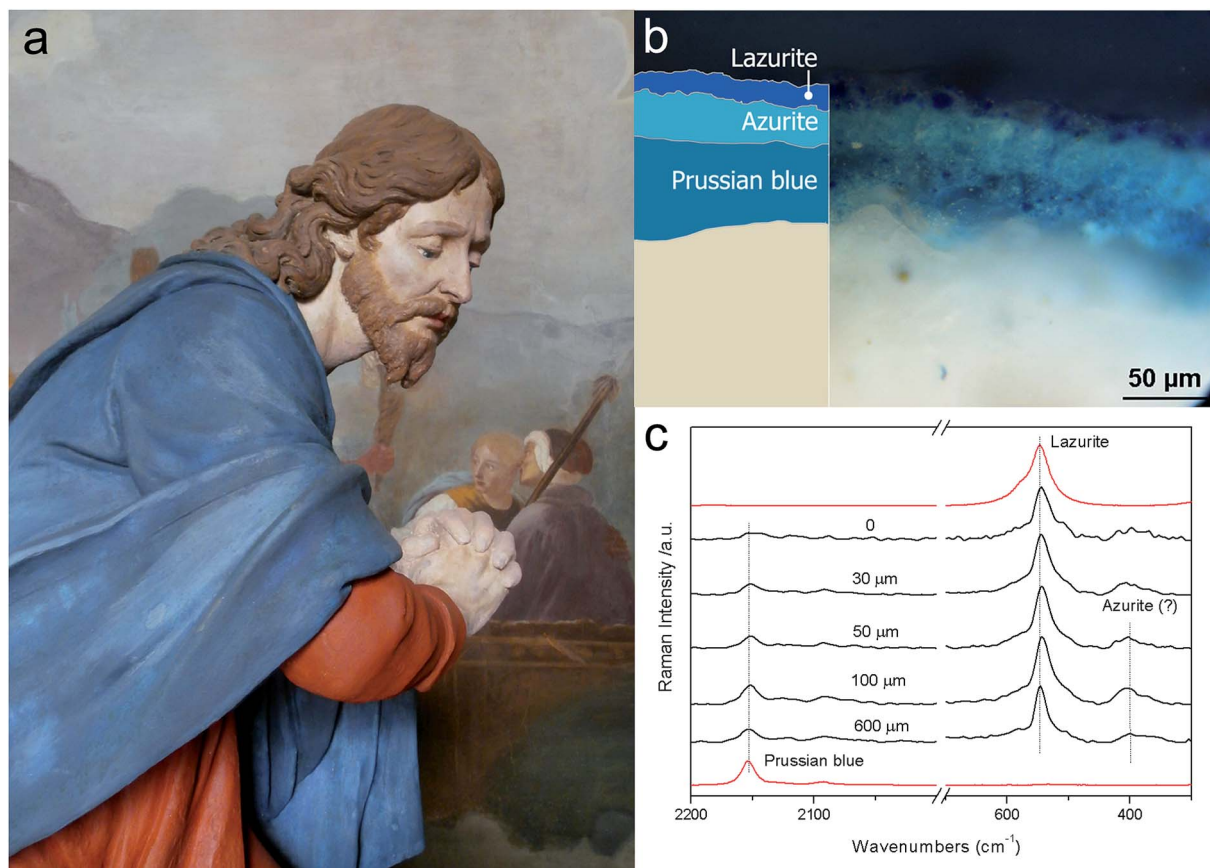 a
b
Lazurite
Azurite
Prussian blue
50 µm
c
Lazurite
0
30 µm
Azurite (?)
50 µm
100 µm
600 µm
Prussian blue
Raman Intensity /a.u.
2200
2100
600
400
Wavenumbers (cm⁻¹)